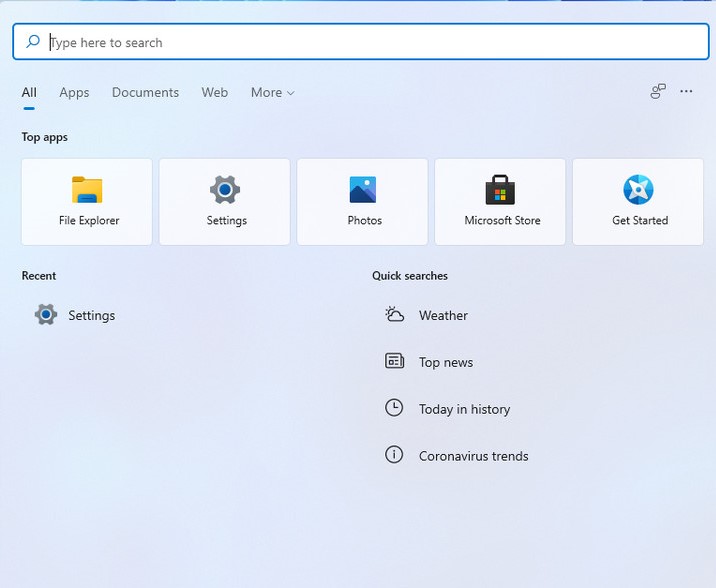 Type here to search
All Apps Documents Web More
Top apps
File Explorer Settings Photos Microsoft Store Get Started
Recent Quick searches
Settings Weather
Top news
Today in history
Coronavirus trends